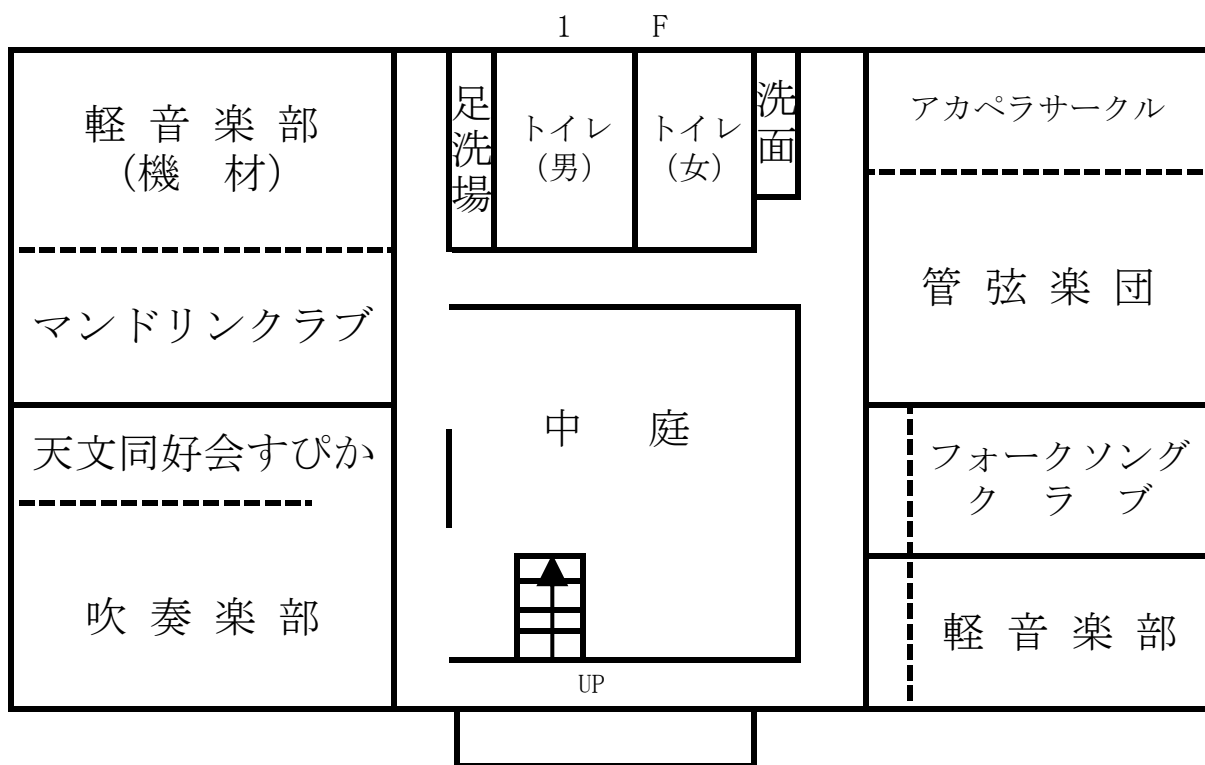 1 F
軽音楽部
(機 材)
マンドリンクラブ
天文同好会すぴか
吹奏楽部
足洗場
トイレ
(男)
トイレ
(女)
洗面
中 庭
UP
アカペラサークル
管弦楽団
フォークソング
クラブ
軽音楽部